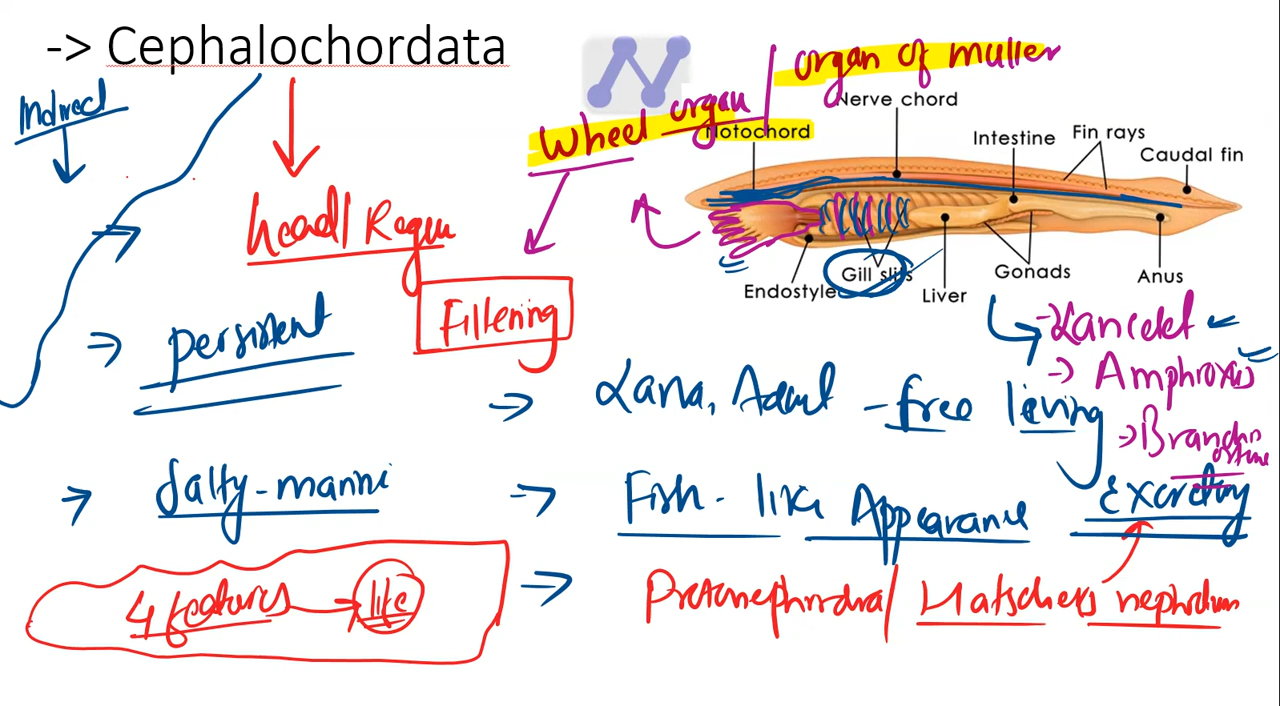 -> Cephalochordata
Indirect
head/Region
Filtering
persistent
Salty-marine
4 features
life
Wheel organ / organ of muller
Nerve chord
Notochord
Intestine
Fin rays
Caudal fin
Gill slits
Gonads
Anus
Endostyle
Liver
-> Lancelet
-> Amphioxus
-> Branchiostoma
Larva, Adult - free living
Fish-like Appearance
Excretory
Protonephridia/Hatschek's nephridium